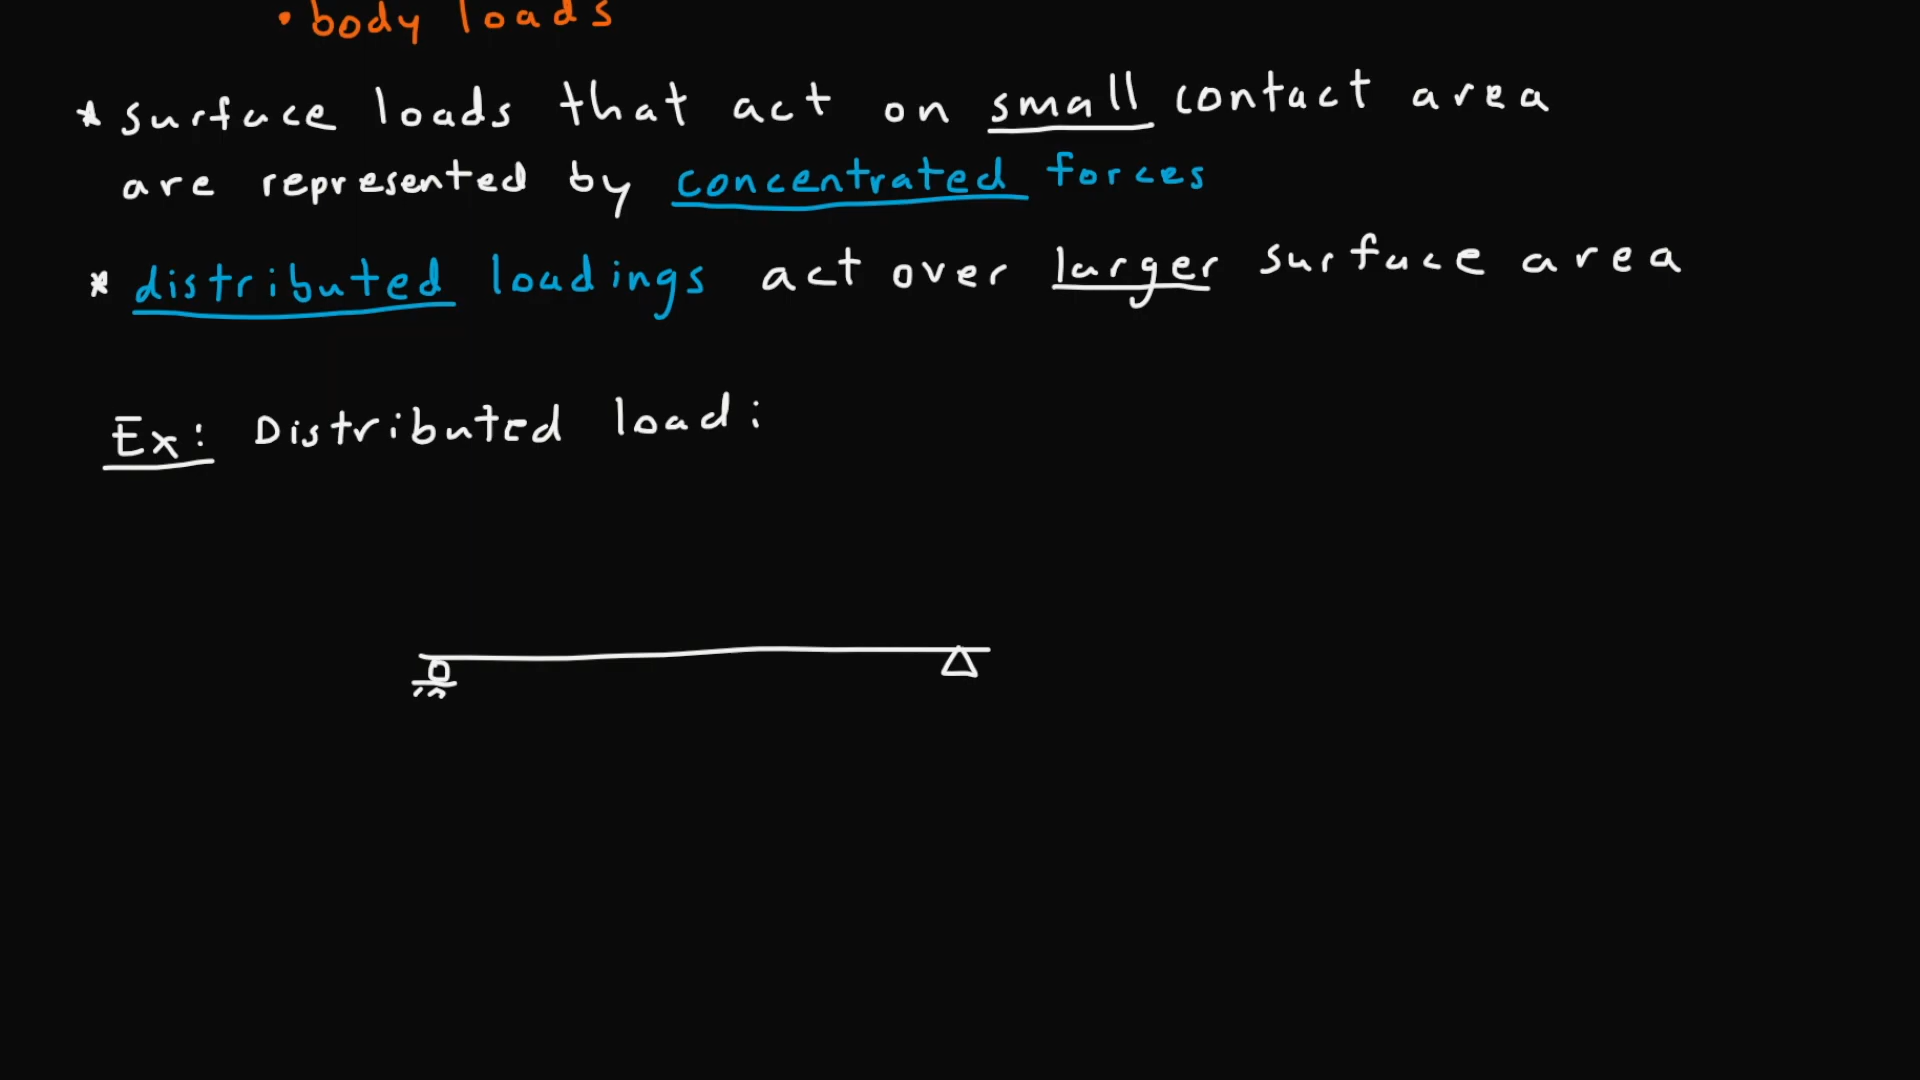 • body loads
* surface loads that act on small contact area
are represented by concentrated forces
* distributed loadings act over larger surface area
Ex: Distributed load: